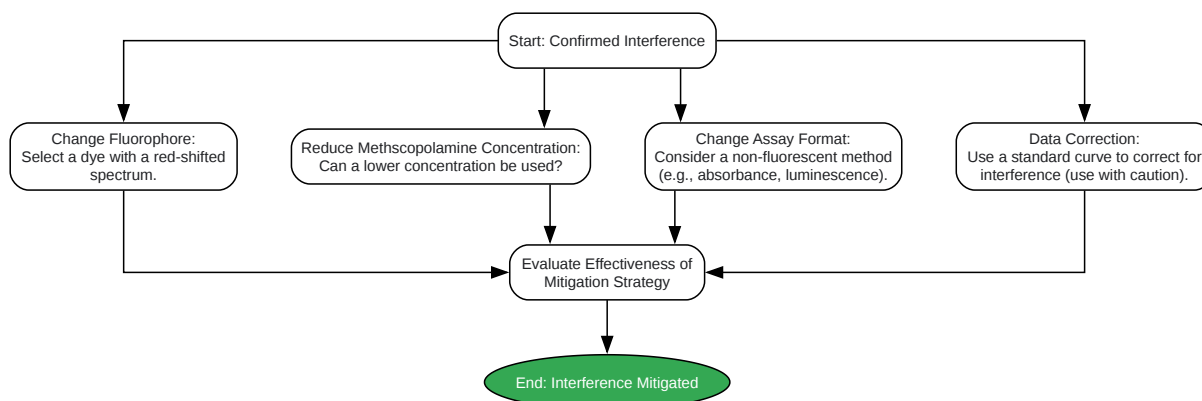 Start: Confirmed Interference
Change Fluorophore:
Select a dye with a red-shifted
spectrum.
Reduce Methscopolamine Concentration:
Can a lower concentration be used?
Change Assay Format:
Consider a non-fluorescent method
(e.g., absorbance, luminescence).
Data Correction:
Use a standard curve to correct for
interference (use with caution).
Evaluate Effectiveness of
Mitigation Strategy
End: Interference Mitigated